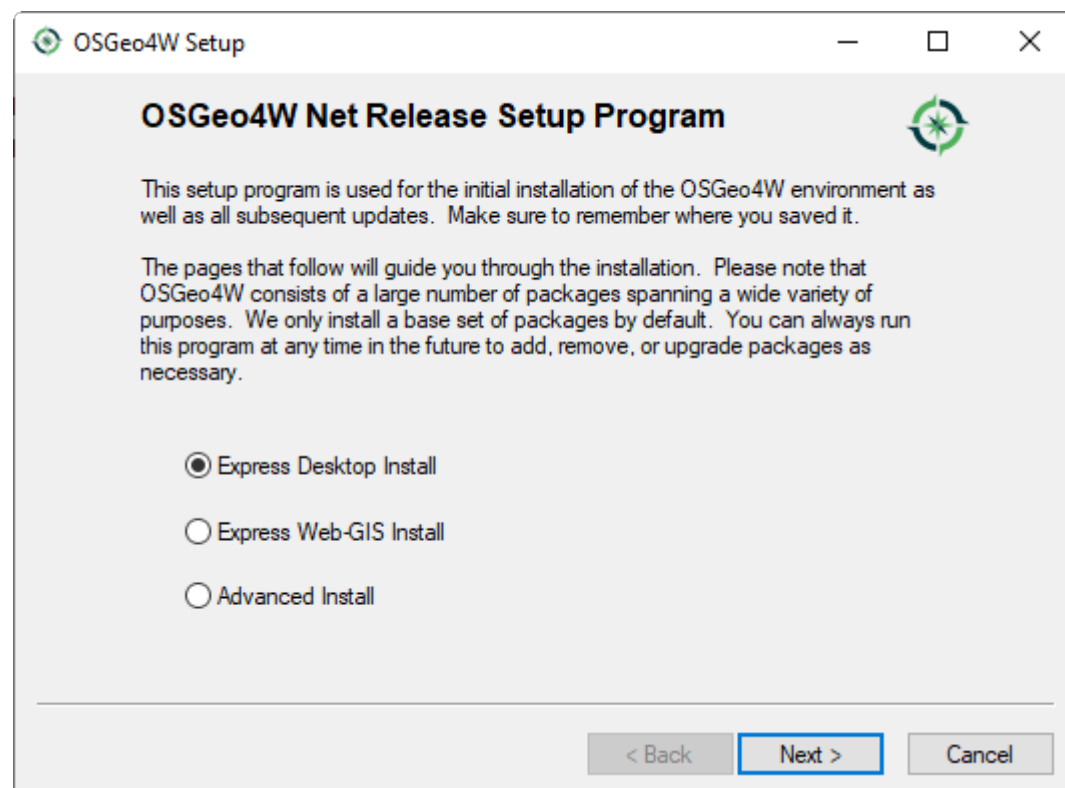 OSGeo4W Setup
OSGeo4W Net Release Setup Program
This setup program is used for the initial installation of the OSGeo4W environment as
well as all subsequent updates.  Make sure to remember where you saved it.
The pages that follow will guide you through the installation.  Please note that
OSGeo4W consists of a large number of packages spanning a wide variety of
purposes.  We only install a base set of packages by default.  You can always run
this program at any time in the future to add, remove, or upgrade packages as
necessary.
Express Desktop Install
Express Web-GIS Install
Advanced Install
< Back
Next >
Cancel